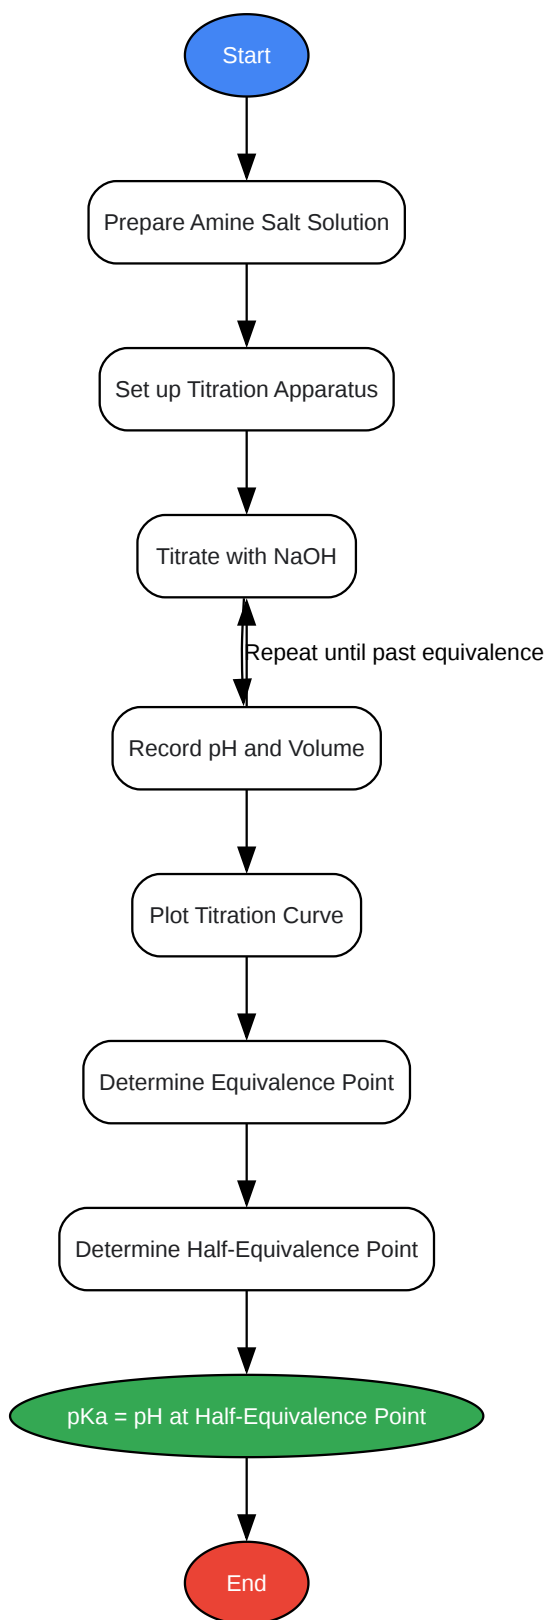 Start
Prepare Amine Salt Solution
Set up Titration Apparatus
Titrate with NaOH
Repeat until past equivalence
Record pH and Volume
Plot Titration Curve
Determine Equivalence Point
Determine Half-Equivalence Point
pKa = pH at Half-Equivalence Point
End